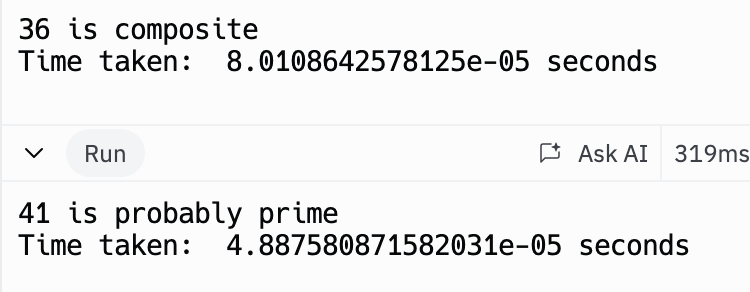 36 is composite
Time taken:  8.0108642578125e-05 seconds
Run
Ask AI
319ms
41 is probably prime
Time taken:  4.887580871582031e-05 seconds